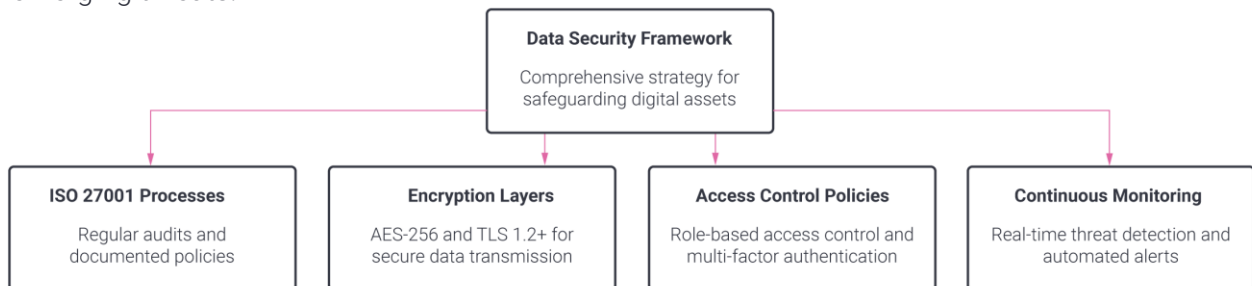 Data Security Framework
Comprehensive strategy for
safeguarding digital assets
ISO 27001 Processes
Regular audits and
documented policies
Encryption Layers
AES-256 and TLS 1.2+ for
secure data transmission
Access Control Policies
Role-based access control and
multi-factor authentication
Continuous Monitoring
Real-time threat detection and
automated alerts